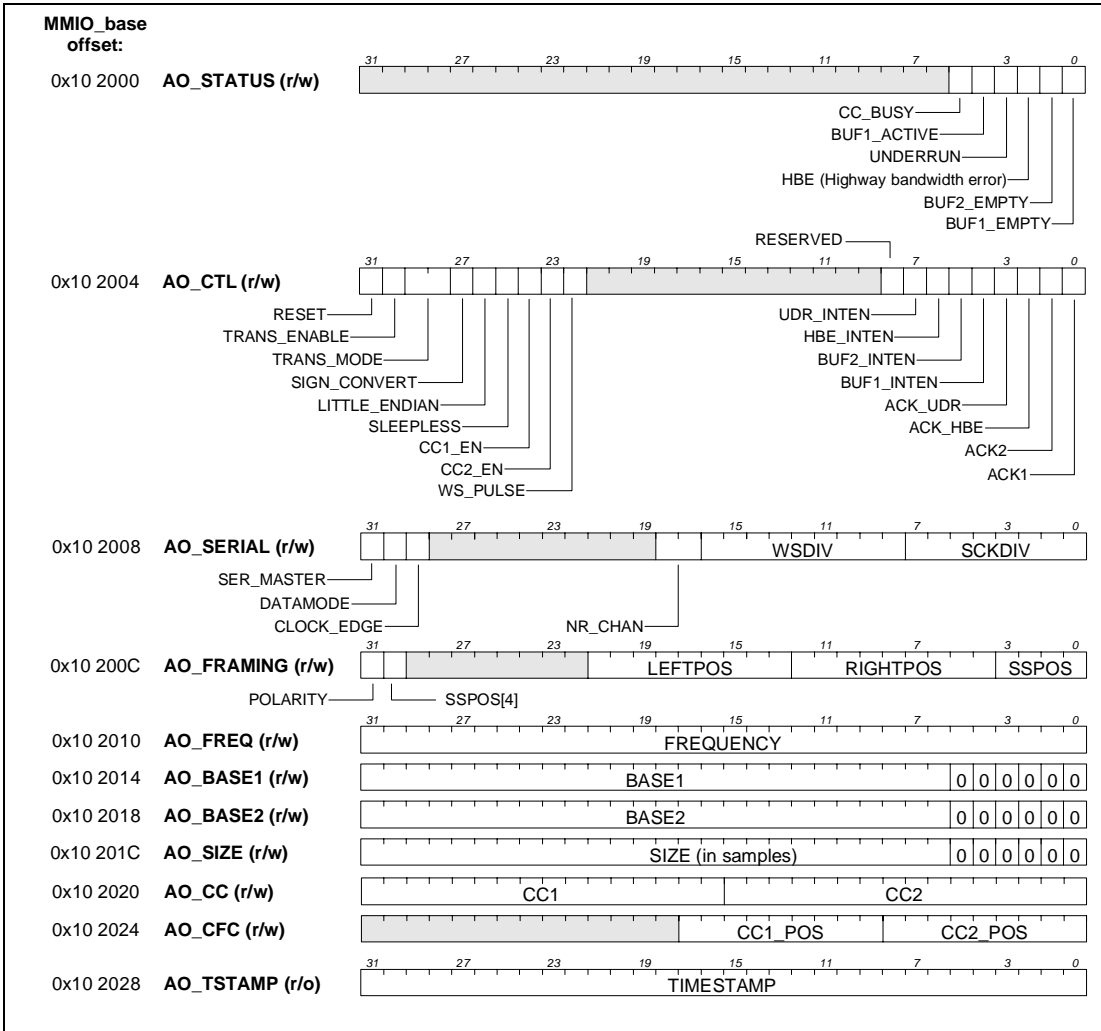 MMIO_base
offset:
31 27 23 19 15 11 7 3 0
0x10 2000 AO_STATUS (r/w)
CC_BUSY
BUF1_ACTIVE
UNDERRUN
HBE (Highway bandwidth error)
BUF2_EMPTY
BUF1_EMPTY
RESERVED
31 27 23 19 15 11 7 3 0
0x10 2004 AO_CTL (r/w)
RESET UDR_INTEN
TRANS_ENABLE HBE_INTEN
TRANS_MODE BUF2_INTEN
SIGN_CONVERT BUF1_INTEN
LITTLE_ENDIAN ACK_UDR
SLEEPLESS ACK_HBE
CC1_EN ACK2
CC2_EN ACK1
WS_PULSE
31 27 23 19 15 11 7 3 0
0x10 2008 AO_SERIAL (r/w) WSDIV SCKDIV
SER_MASTER
DATAMODE
CLOCK_EDGE NR_CHAN
31 27 23 19 15 11 7 3 0
0x10 200C AO_FRAMING (r/w) LEFTPOS RIGHTPOS SSPOS
POLARITY SSPOS[4]
31 27 23 19 15 11 7 3 0
0x10 2010 AO_FREQ (r/w) FREQUENCY
0x10 2014 AO_BASE1 (r/w) BASE1 0 0 0 0 0 0
0x10 2018 AO_BASE2 (r/w) BASE2 0 0 0 0 0 0
0x10 201C AO_SIZE (r/w) SIZE (in samples) 0 0 0 0 0 0
0x10 2020 AO_CC (r/w) CC1 CC2
0x10 2024 AO_CFC (r/w) CC1_POS CC2_POS
31 27 23 19 15 11 7 3 0
0x10 2028 AO_TSTAMP (r/o) TIMESTAMP